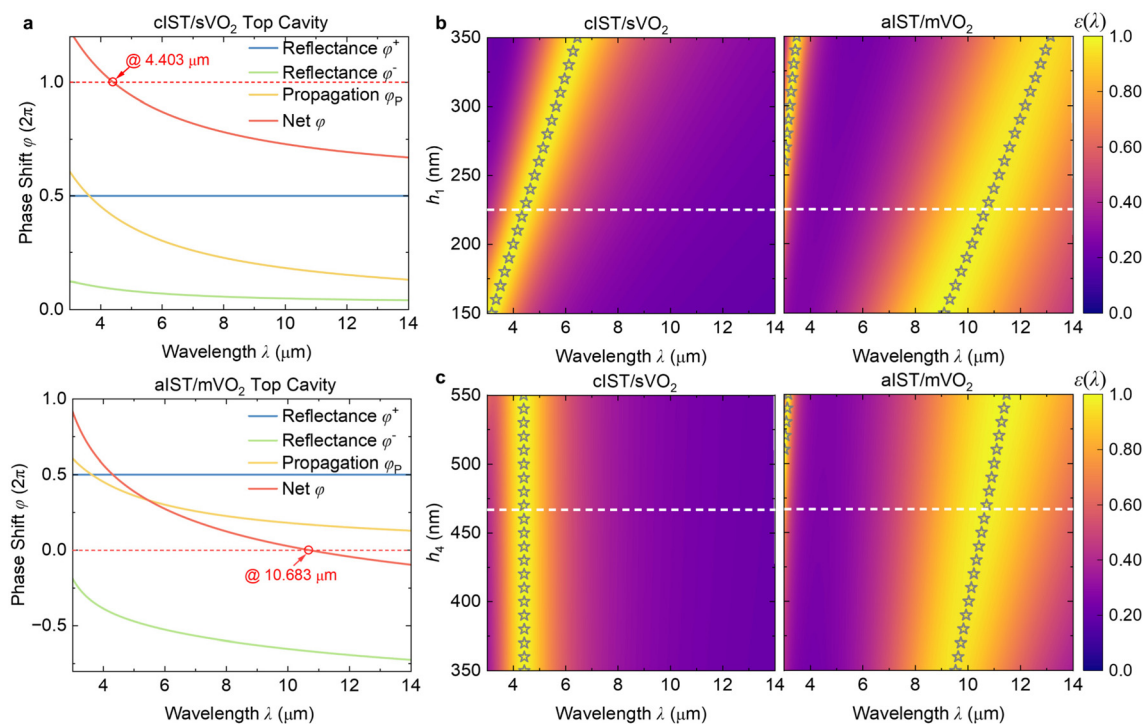 a
cIST/sVO₂ Top Cavity
Phase Shift φ (2π)
1.0
0.5
0.0
@ 4.403 μm
Reflectance φ⁺
Reflectance φ⁻
Propagation φ_P
Net φ
4 6 8 10 12 14
Wavelength λ (μm)
aIST/mVO₂ Top Cavity
Phase Shift φ (2π)
1.0
0.5
0.0
−0.5
Reflectance φ⁺
Reflectance φ⁻
Propagation φ_P
Net φ
@ 10.683 μm
4 6 8 10 12 14
Wavelength λ (μm)
b
cIST/sVO₂
aIST/mVO₂
ε(λ)
h₁ (nm)
350
300
250
200
150
4 6 8 10 12 14
4 6 8 10 12 14
Wavelength λ (μm)
Wavelength λ (μm)
1.0
0.80
0.60
0.40
0.20
0.0
c
cIST/sVO₂
aIST/mVO₂
ε(λ)
h₄ (nm)
550
500
450
400
350
4 6 8 10 12 14
4 6 8 10 12 14
Wavelength λ (μm)
Wavelength λ (μm)
1.0
0.80
0.60
0.40
0.20
0.0